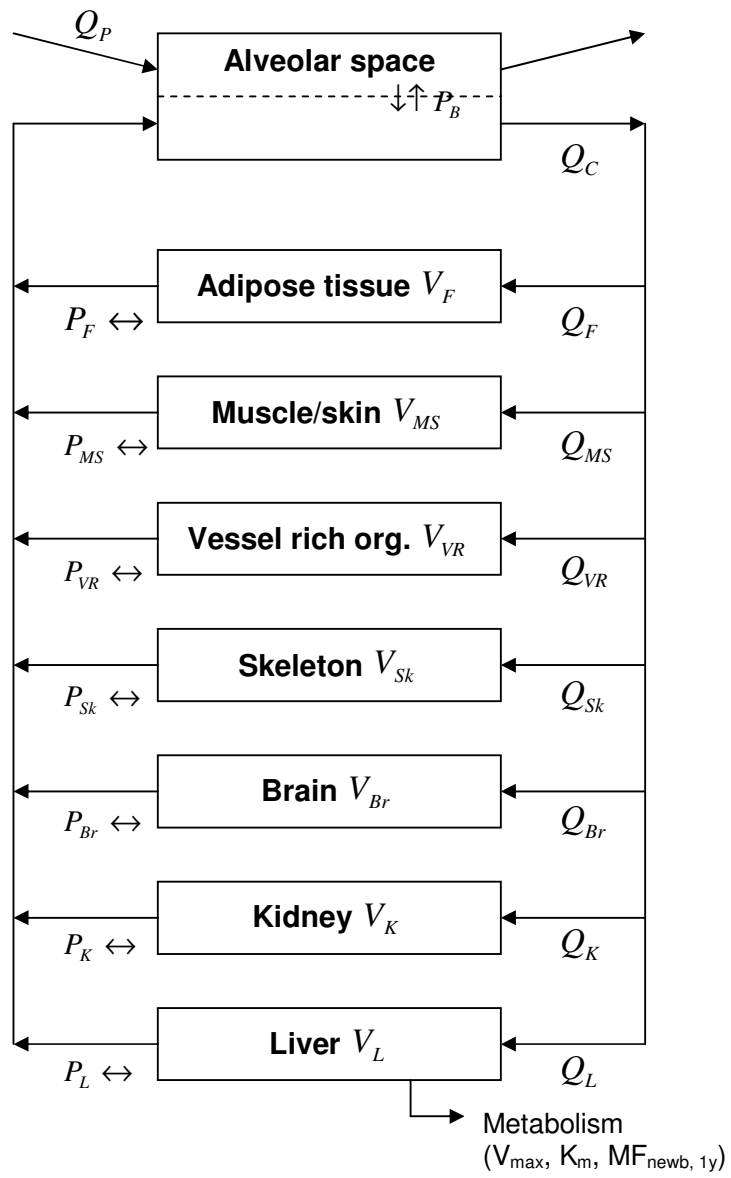 Q_P
Alveolar space
↓↑ P_B
Q_C
Adipose tissue V_F
P_F ↔
Q_F
Muscle/skin V_MS
P_MS ↔
Q_MS
Vessel rich org. V_VR
P_VR ↔
Q_VR
Skeleton V_Sk
P_Sk ↔
Q_Sk
Brain V_Br
P_Br ↔
Q_Br
Kidney V_K
P_K ↔
Q_K
Liver V_L
P_L ↔
Q_L
Metabolism
(V_max, K_m, MF_newb, 1y)